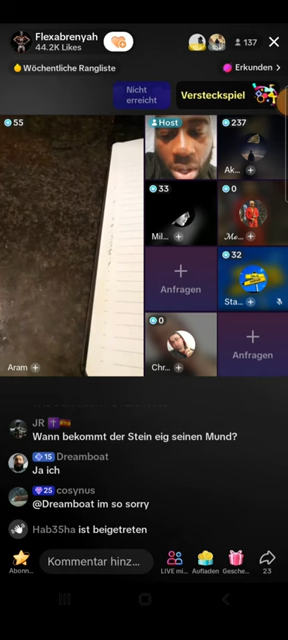 Flexabrenyah
44.2K Likes
137
Wöchentliche Rangliste
Erkunden >
Nicht
erreicht
Versteckspiel
55
Host
237
Ak...
33
0
Mil...
Me...
Anfragen
32
Sta...
0
Anfragen
Aram
Chr...
JR
Wann bekommt der Stein eig seinen Mund?
15 Dreamboat
Ja ich
25 cosynus
@Dreamboat im so sorry
Hab35ha ist beigetreten
Abonn...
Kommentar hinz...
LIVE mi...
Aufladen
Gesche...
23